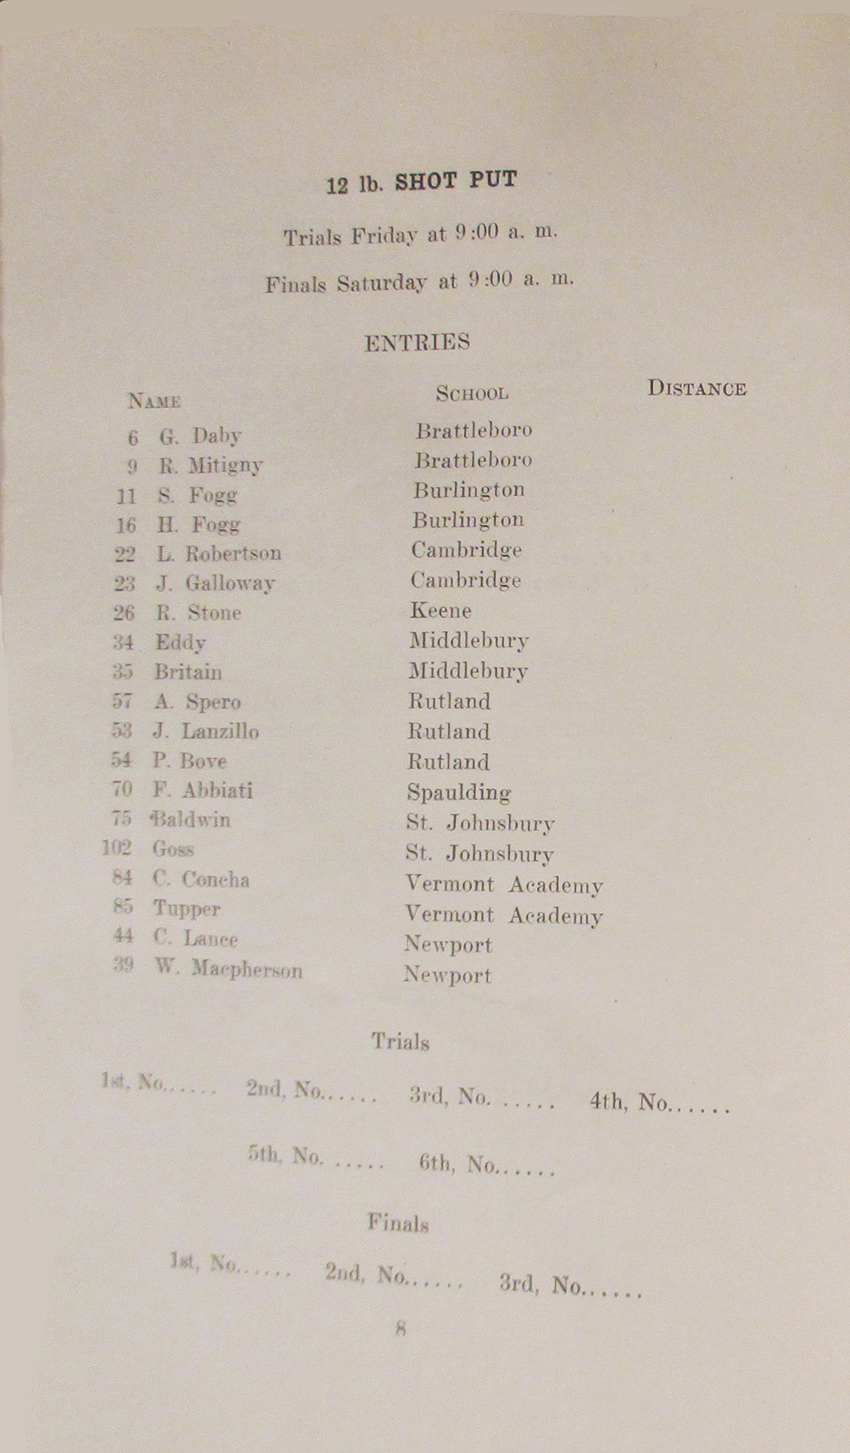 12 lb. SHOT PUT
Trials Friday at 9:00 a. m.
Finals Saturday at 9:00 a. m.
ENTRIES
NAME SCHOOL DISTANCE
6 G. Daby Brattleboro
9 R. Mitigny Brattleboro
11 S. Fogg Burlington
16 H. Fogg Burlington
22 L. Robertson Cambridge
23 J. Galloway Cambridge
26 R. Stone Keene
34 Eddy Middlebury
35 Britain Middlebury
57 A. Spero Rutland
53 J. Lanzillo Rutland
54 P. Bove Rutland
70 F. Abbiati Spaulding
75 Baldwin St. Johnsbury
102 Goss St. Johnsbury
84 C. Concha Vermont Academy
85 Tupper Vermont Academy
44 C. Lance Newport
39 W. Macpherson Newport
Trials
1st, No...... 2nd, No...... 3rd, No. ...... 4th, No......
5th, No. ..... 6th, No......
Finals
1st, No...... 2nd, No...... 3rd, No......
8